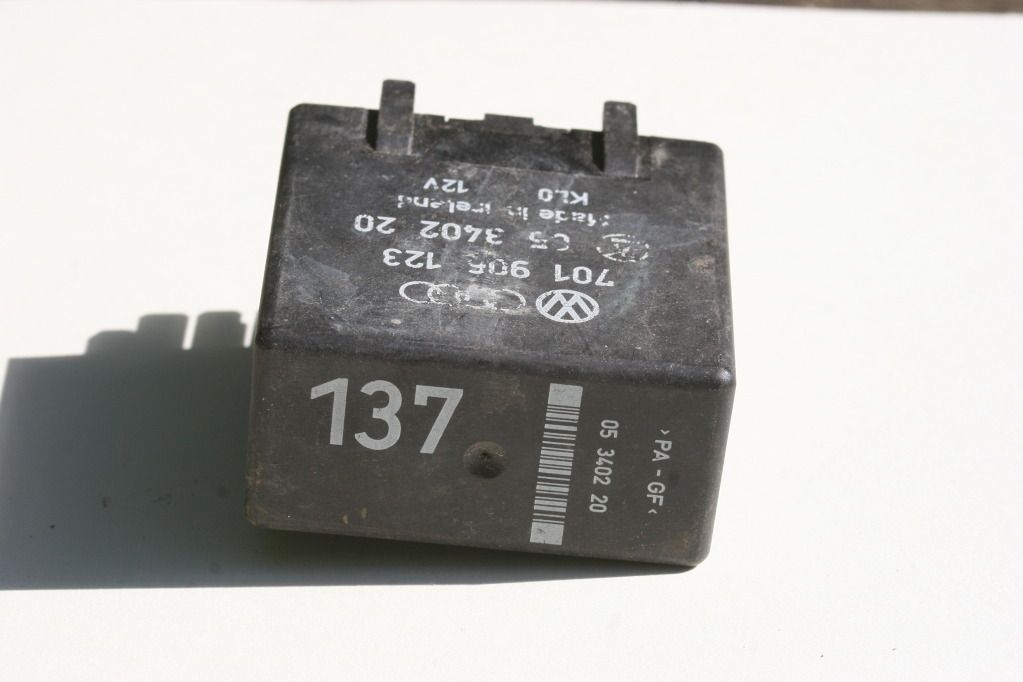 701 906 123
05 3402 20
Made in Ireland
KL0 12V
137
05 3402 20
>PA-GF<